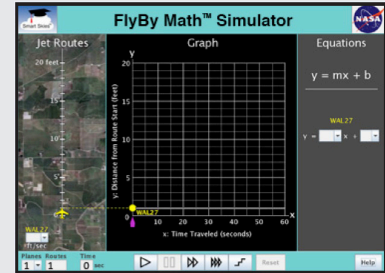 Smart Skies™
FlyBy Math™ Simulator
NASA
Jet Routes
20 feet
15
10
5
0
WAL27
ft/sec
Graph
y
20
15
10
5
0
WAL27
10 20 30 40 50 60 x
x: Time Traveled (seconds)
y: Distance from Route Start (feet)
Equations
y = mx + b
WAL27
y = x +
Planes Routes Time
1 1 0 sec
Reset
Help